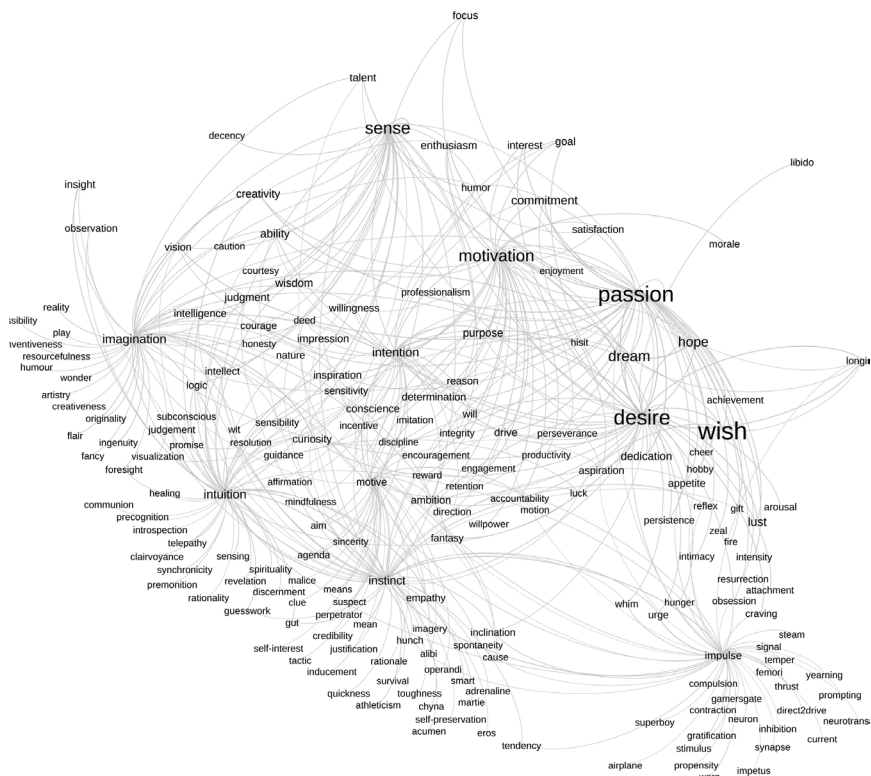 focus
talent
sense
decency
enthusiasm
interest
goal
libido
insight
humor
creativity
commitment
observation
ability
satisfaction
vision
caution
morale
motivation
courtesy
enjoyment
wisdom
professionalism
passion
judgment
reality
willingness
intelligence
deed
sibility
courage
play
purpose
imagination
impression
honesty
hisit
hope
ventiveness
intention
nature
dream
resourcefulness
longi
humour
intellect
inspiration
wonder
logic
sensitivity
reason
artistry
determination
achievement
creativeness
conscience
originality
subconscious
will
desire
imitation
sensibility
incentive
judgement
wit
wish
flair
curiosity
integrity
drive
perseverance
ingenuity
promise
resolution
discipline
cheer
fancy
visualization
guidance
encouragement
productivity
dedication
foresight
engagement
aspiration
hobby
reward
affirmation
motive
appetite
healing
intuition
retention
luck
mindfulness
ambition
accountability
communion
reflex
gift
arousal
direction
motion
precognition
persistence
lust
aim
willpower
introspection
zeal
fantasy
telepathy
sincerity
fire
clairvoyance
sensing
agenda
intimacy
intensity
synchronicity
spirituality
premonition
revelation
malice
instinct
resurrection
rationality
discernment
means
attachment
clue
suspect
empathy
whim
hunger
obsession
guesswork
perpetrator
urge
craving
gut
mean
imagery
inclination
credibility
hunch
steam
self-interest
justification
alibi
spontaneity
signal
tactic
rationale
cause
impulse
temper
inducement
operandi
femori
yearning
survival
smart
compulsion
thrust
quickness
toughness
adrenaline
gamersgate
prompting
athleticism
chyna
martie
contraction
direct2drive
self-preservation
superboy
neuron
neurotrans
acumen
eros
inhibition
gratification
current
tendency
stimulus
synapse
airplane
propensity
impetus